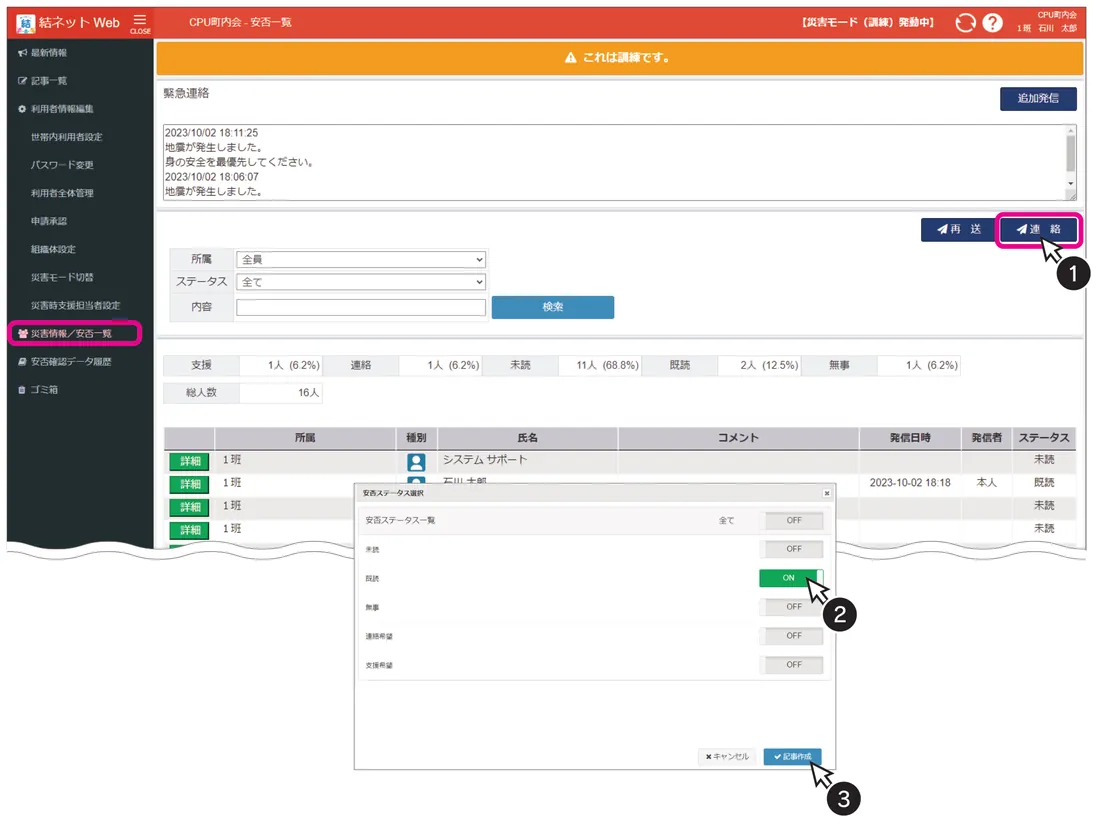 結 結ネット Web CLOSE CPU町内会 - 安否一覧 【災害モード（訓練）発動中】 ? CPU町内会
1班 石川 太郎
最新情報
記事一覧
利用者情報編集
世帯内利用者設定
パスワード変更
利用者全体管理
申請承認
組織体設定
災害モード切替
災害時支援担当者設定
災害情報／安否一覧
安否確認データ履歴
ゴミ箱
これは訓練です。
緊急連絡 追加発信
2023/10/02 18:11:25
地震が発生しました。
身の安全を最優先してください。
2023/10/02 18:06:07
地震が発生しました。
再 送 連 絡
1
所属 全員
ステータス 全て
内容 検索
支援 1人 (6.2%) 連絡 1人 (6.2%) 未読 11人 (68.8%) 既読 2人 (12.5%) 無事 1人 (6.2%)
総人数 16人
所属 種別 氏名 コメント 発信日時 発信者 ステータス
詳細 1班 システム サポート 未読
詳細 1班 石川 太郎 2023-10-02 18:18 本人 既読
詳細 1班 未読
詳細 1班 未読
安否ステータス選択 ×
安否ステータス一覧 全て OFF
未読 OFF
既読 ON
2
無事 OFF
連絡希望 OFF
支援希望 OFF
キャンセル 記事作成
3